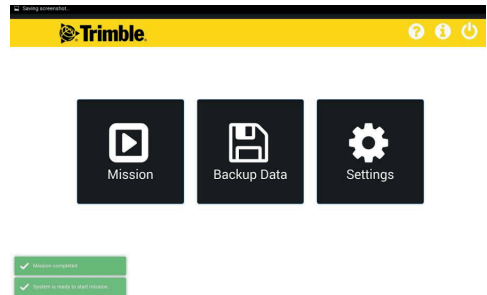 Saving screenshot...
Trimble.
Mission
Backup Data
Settings
Mission completed
System is ready to start mission.